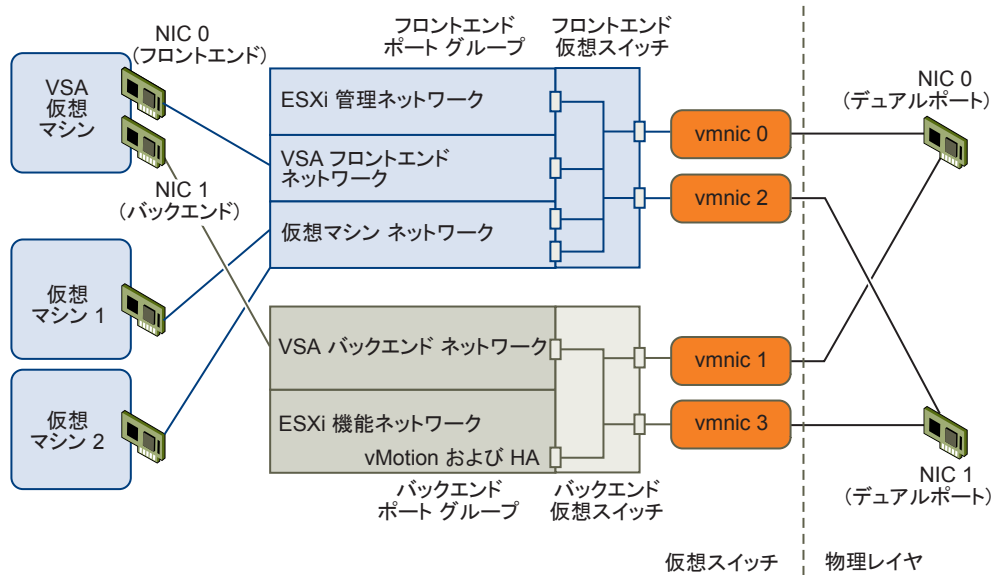 NIC 0
(フロントエンド)
フロントエンド
ポート グループ
フロントエンド
仮想スイッチ
VSA
仮想
マシン
ESXi 管理ネットワーク
VSA フロントエンド
ネットワーク
仮想マシン ネットワーク
vmnic 0
vmnic 2
NIC 0
(デュアルポート)
NIC 1
(バックエンド)
仮想
マシン 1
仮想
マシン 2
VSA バックエンド ネットワーク
ESXi 機能ネットワーク
vMotion および HA
vmnic 1
vmnic 3
バックエンド
ポート グループ
バックエンド
仮想スイッチ
NIC 1
(デュアルポート)
仮想スイッチ
物理レイヤ